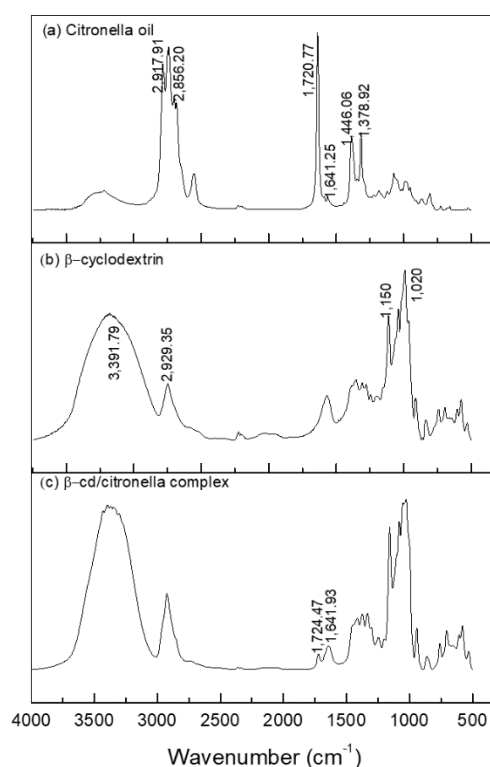 (a) Citronella oil
2,917.91
2,856.20
1,720.77
1,641.25
1,446.06
1,378.92
(b) β–cyclodextrin
3,391.79
2,929.35
1,150
1,020
(c) β–cd/citronella complex
1,724.47
1,641.93
4000 3500 3000 2500 2000 1500 1000 500
Wavenumber (cm⁻¹)